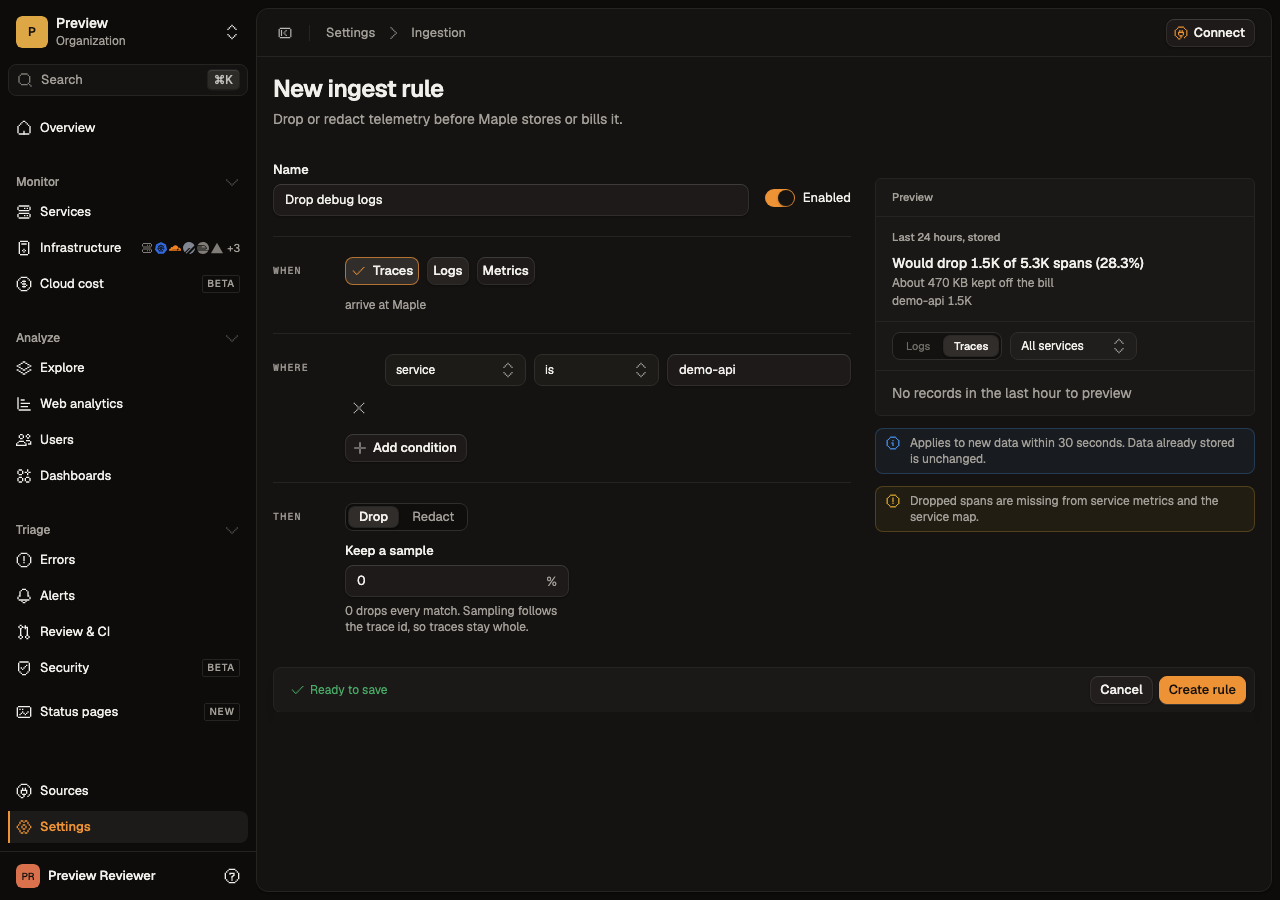 P
Preview
Organization
Search
⌘K
Overview
Monitor
Services
Infrastructure
+3
Cloud cost
BETA
Analyze
Explore
Web analytics
Users
Dashboards
Triage
Errors
Alerts
Review & CI
Security
BETA
Status pages
NEW
Sources
Settings
PR
Preview Reviewer
Settings
Ingestion
Connect
New ingest rule
Drop or redact telemetry before Maple stores or bills it.
Name
Drop debug logs
Enabled
WHEN
Traces
Logs
Metrics
arrive at Maple
WHERE
service
is
demo-api
Add condition
THEN
Drop
Redact
Keep a sample
0
%
0 drops every match. Sampling follows
the trace id, so traces stay whole.
Preview
Last 24 hours, stored
Would drop 1.5K of 5.3K spans (28.3%)
About 470 KB kept off the bill
demo-api 1.5K
Logs
Traces
All services
No records in the last hour to preview
Applies to new data within 30 seconds. Data already stored
is unchanged.
Dropped spans are missing from service metrics and the
service map.
Ready to save
Cancel
Create rule